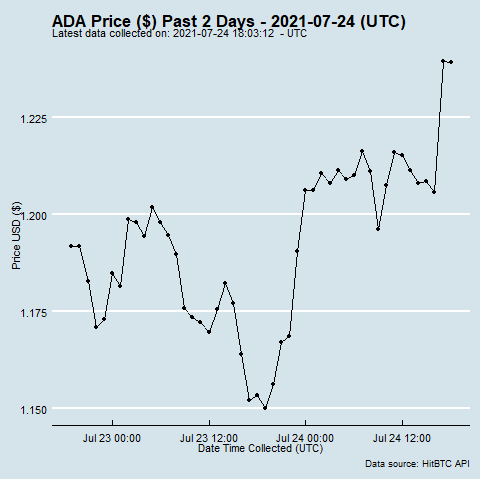 ADA Price ($) Past 2 Days - 2021-07-24 (UTC)
Latest data collected on: 2021-07-24 18:03:12  - UTC
1.225
1.200
1.175
1.150
Price USD ($)
Jul 23 00:00
Jul 23 12:00
Jul 24 00:00
Jul 24 12:00
Date Time Collected (UTC)
Data source: HitBTC API